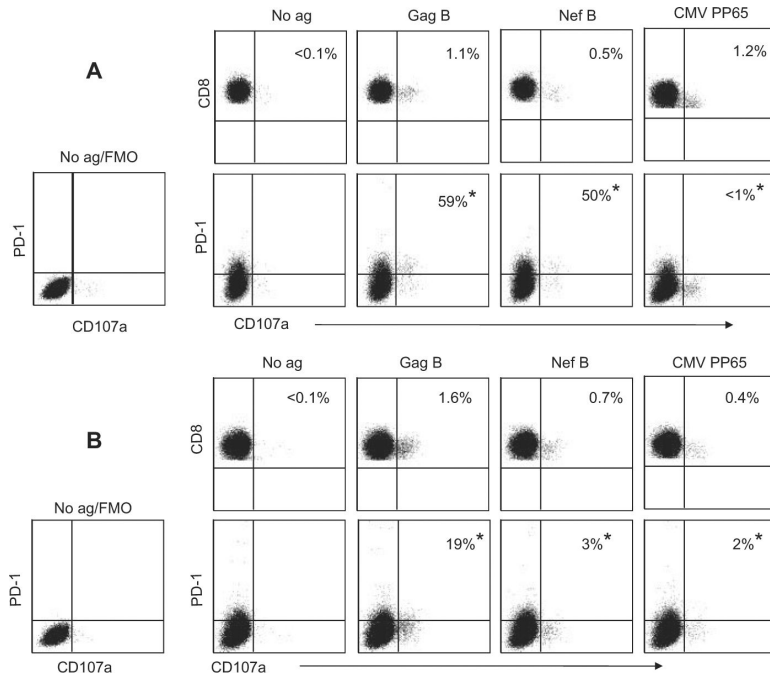 No ag Gag B Nef B CMV PP65
A
CD8
<0.1% 1.1% 0.5% 1.2%
No ag/FMO
PD-1
CD107a
PD-1
59%* 50%* <1%*
CD107a
No ag Gag B Nef B CMV PP65
B
CD8
<0.1% 1.6% 0.7% 0.4%
No ag/FMO
PD-1
CD107a
PD-1
19%* 3%* 2%*
CD107a